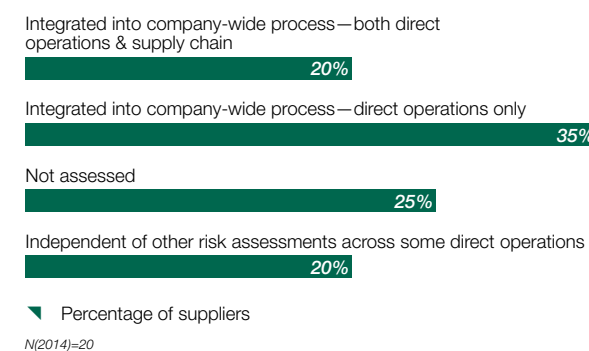 Integrated into company-wide process—both direct
operations & supply chain
20%
Integrated into company-wide process—direct operations only
35%
Not assessed
25%
Independent of other risk assessments across some direct operations
20%
Percentage of suppliers
N(2014)=20